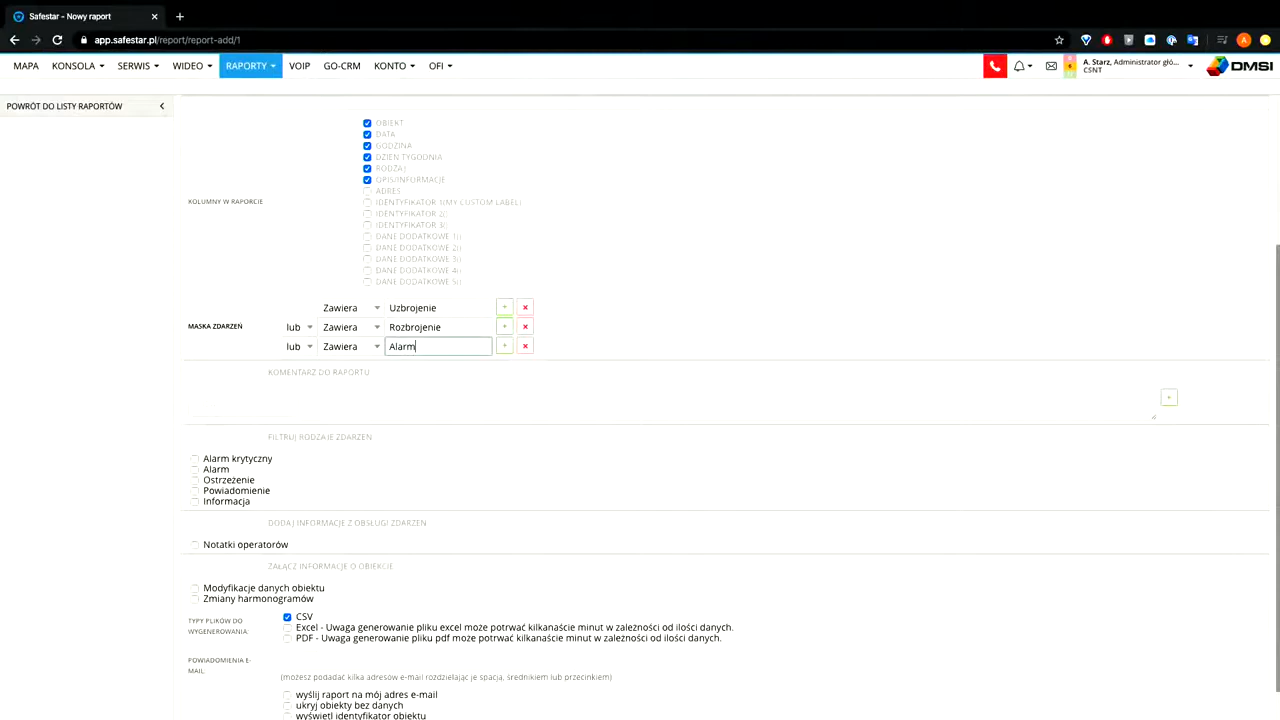 Safestar - Nowy raport
app.safestar.pl/report/report-add/1
A
MAPA KONSOLA SERWIS WIDEO RAPORTY VOIP GO-CRM KONTO OFI
A. Starz, Administrator głó...
CSNT
DMSI
POWRÓT DO LISTY RAPORTÓW
OBIEKT
DATA
GODZINA
DZIEŃ TYGODNIA
RODZAJ
OPIS/INFORMACJE
ADRES
KOLUMNY W RAPORCIE
IDENTYFIKATOR 1(MY CUSTOM LABEL)
IDENTYFIKATOR 2()
IDENTYFIKATOR 3()
DANE DODATKOWE 1()
DANE DODATKOWE 2()
DANE DODATKOWE 3()
DANE DODATKOWE 4()
DANE DODATKOWE 5()
Zawiera Uzbrojenie + x
MASKA ZDARZEŃ lub Zawiera Rozbrojenie + x
lub Zawiera Alarm + x
KOMENTARZ DO RAPORTU
+
FILTRUJ RODZAJE ZDARZEŃ
Alarm krytyczny
Alarm
Ostrzeżenie
Powiadomienie
Informacja
DODAJ INFORMACJE Z OBSŁUGI ZDARZEŃ
Notatki operatorów
ZAŁĄCZ INFORMACJE O OBIEKCIE
Modyfikacje danych obiektu
Zmiany harmonogramów
TYPY PLIKÓW DO WYGENEROWANIA:
CSV
Excel - Uwaga generowanie pliku excel może potrwać kilkanaście minut w zależności od ilości danych.
PDF - Uwaga generowanie pliku pdf może potrwać kilkanaście minut w zależności od ilości danych.
POWIADOMIENIA E-
MAIL:
(możesz podadać kilka adresów e-mail rozdzielając je spacją, średnikiem lub przecinkiem)
wyślij raport na mój adres e-mail
ukryj obiekty bez danych
wyświetl identyfikator obiektu